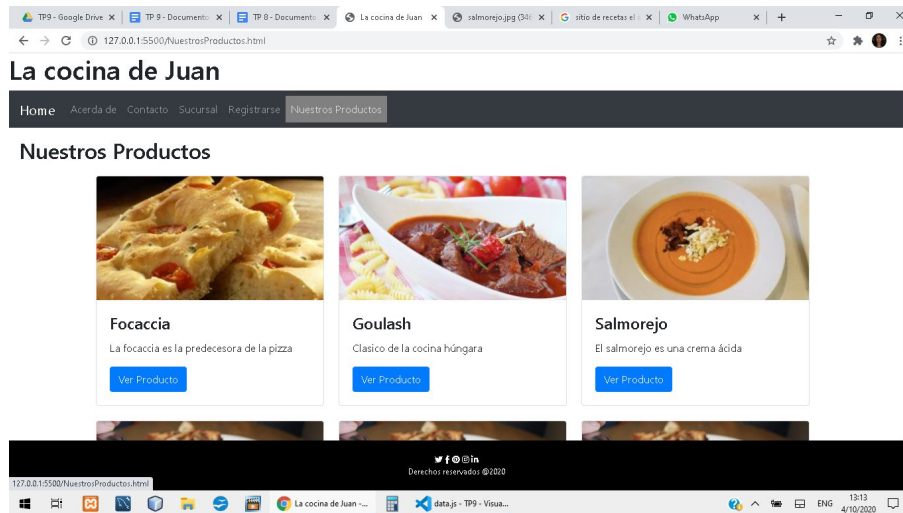 TP9 - Google Drive
TP 9 - Documento
TP 8 - Documento
La cocina de Juan
salmorejo.jpg (34
sitio de recetas el
WhatsApp
127.0.0.1:5500/NuestrosProductos.html
La cocina de Juan
Home Acerda de Contacto Sucursal Registrarse Nuestros Productos
Nuestros Productos
Focaccia
La focaccia es la predecesora de la pizza
Ver Producto
Goulash
Clasico de la cocina húngara
Ver Producto
Salmorejo
El salmorejo es una crema ácida
Ver Producto
Derechos reservados @2020
127.0.0.1:5500/NuestrosProductos.html
La cocina de Juan -...
data.js - TP9 - Visua...
ENG
13:13
4/10/2020